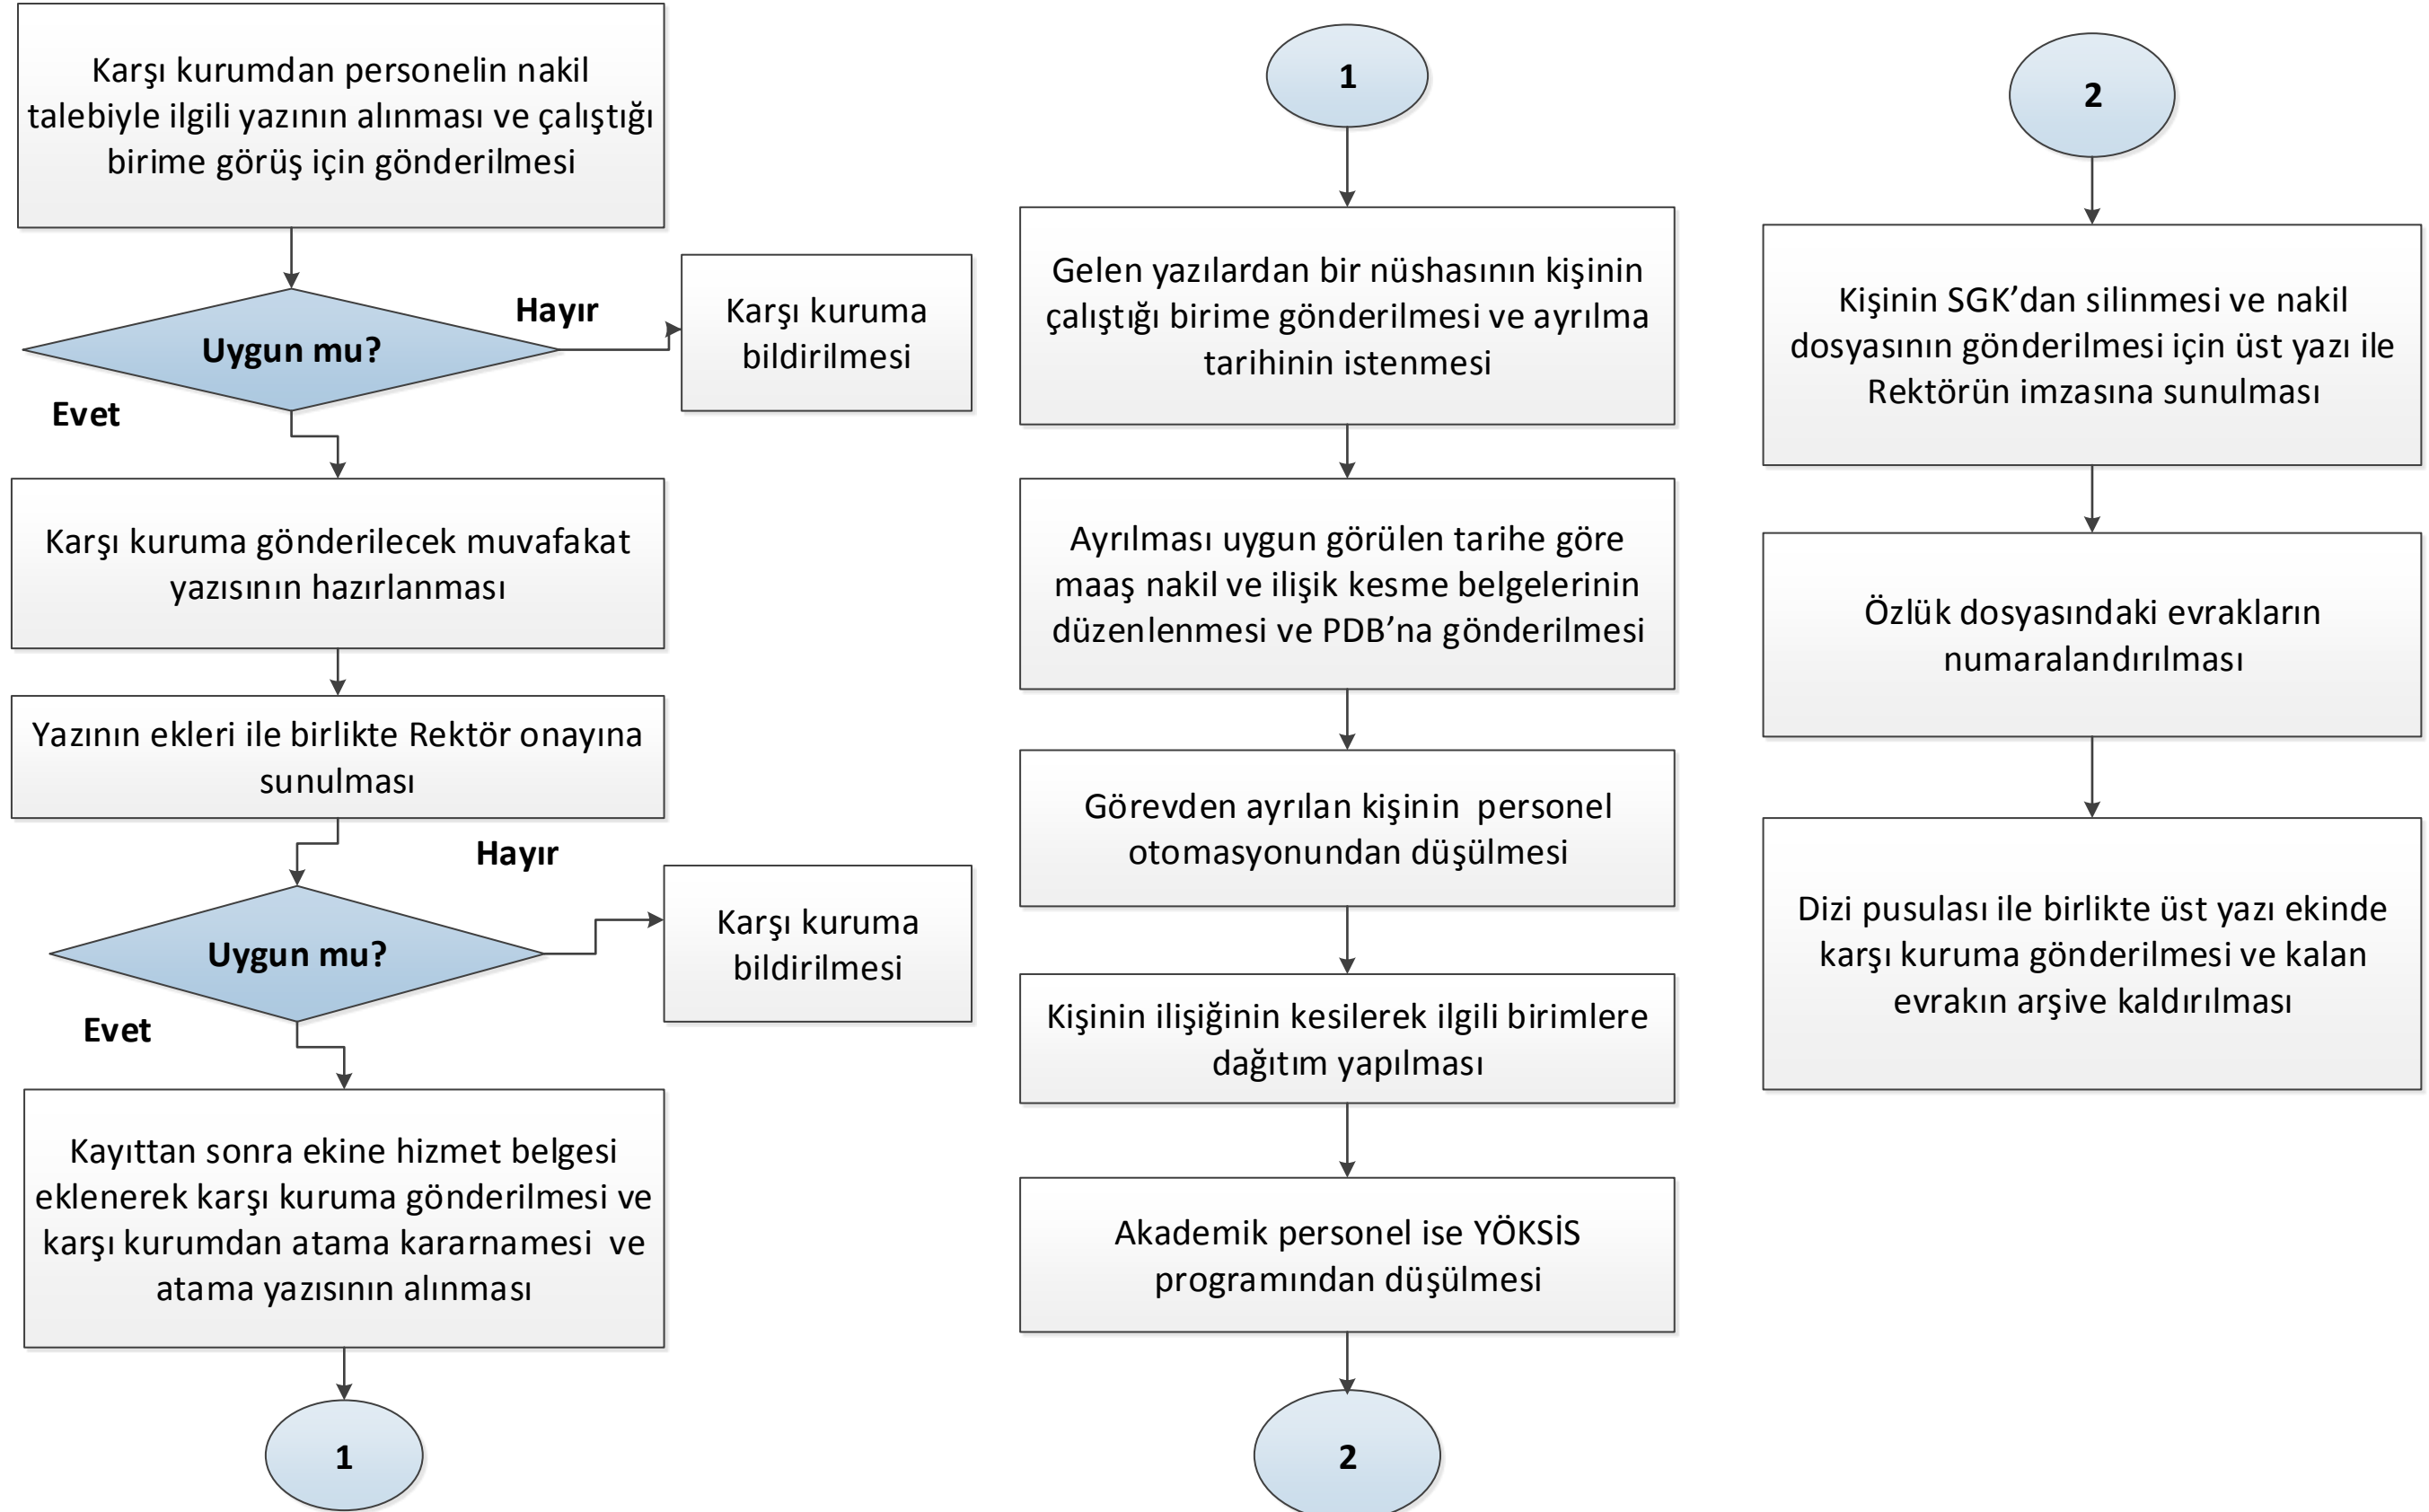 Karşı kurumdan personelin nakil
talebiyle ilgili yazının alınması ve çalıştığı
birime görüş için gönderilmesi
Uygun mu?
Hayır
Karşı kuruma
bildirilmesi
Evet
Karşı kuruma gönderilecek muvafakat
yazısının hazırlanması
Yazının ekleri ile birlikte Rektör onayına
sunulması
Hayır
Uygun mu?
Karşı kuruma
bildirilmesi
Evet
Kayıttan sonra ekine hizmet belgesi
eklenerek karşı kuruma gönderilmesi ve
karşı kurumdan atama kararnamesi ve
atama yazısının alınması
1
1
Gelen yazılardan bir nüshasının kişinin
çalıştığı birime gönderilmesi ve ayrılma
tarihinin istenmesi
Ayrılması uygun görülen tarihe göre
maaş nakil ve ilişik kesme belgelerinin
düzenlenmesi ve PDB’na gönderilmesi
Görevden ayrılan kişinin personel
otomasyonundan düşülmesi
Kişinin ilişiğinin kesilerek ilgili birimlere
dağıtım yapılması
Akademik personel ise YÖKSİS
programından düşülmesi
2
2
Kişinin SGK’dan silinmesi ve nakil
dosyasının gönderilmesi için üst yazı ile
Rektörün imzasına sunulması
Özlük dosyasındaki evrakların
numaralandırılması
Dizi pusulası ile birlikte üst yazı ekinde
karşı kuruma gönderilmesi ve kalan
evrakın arşive kaldırılması